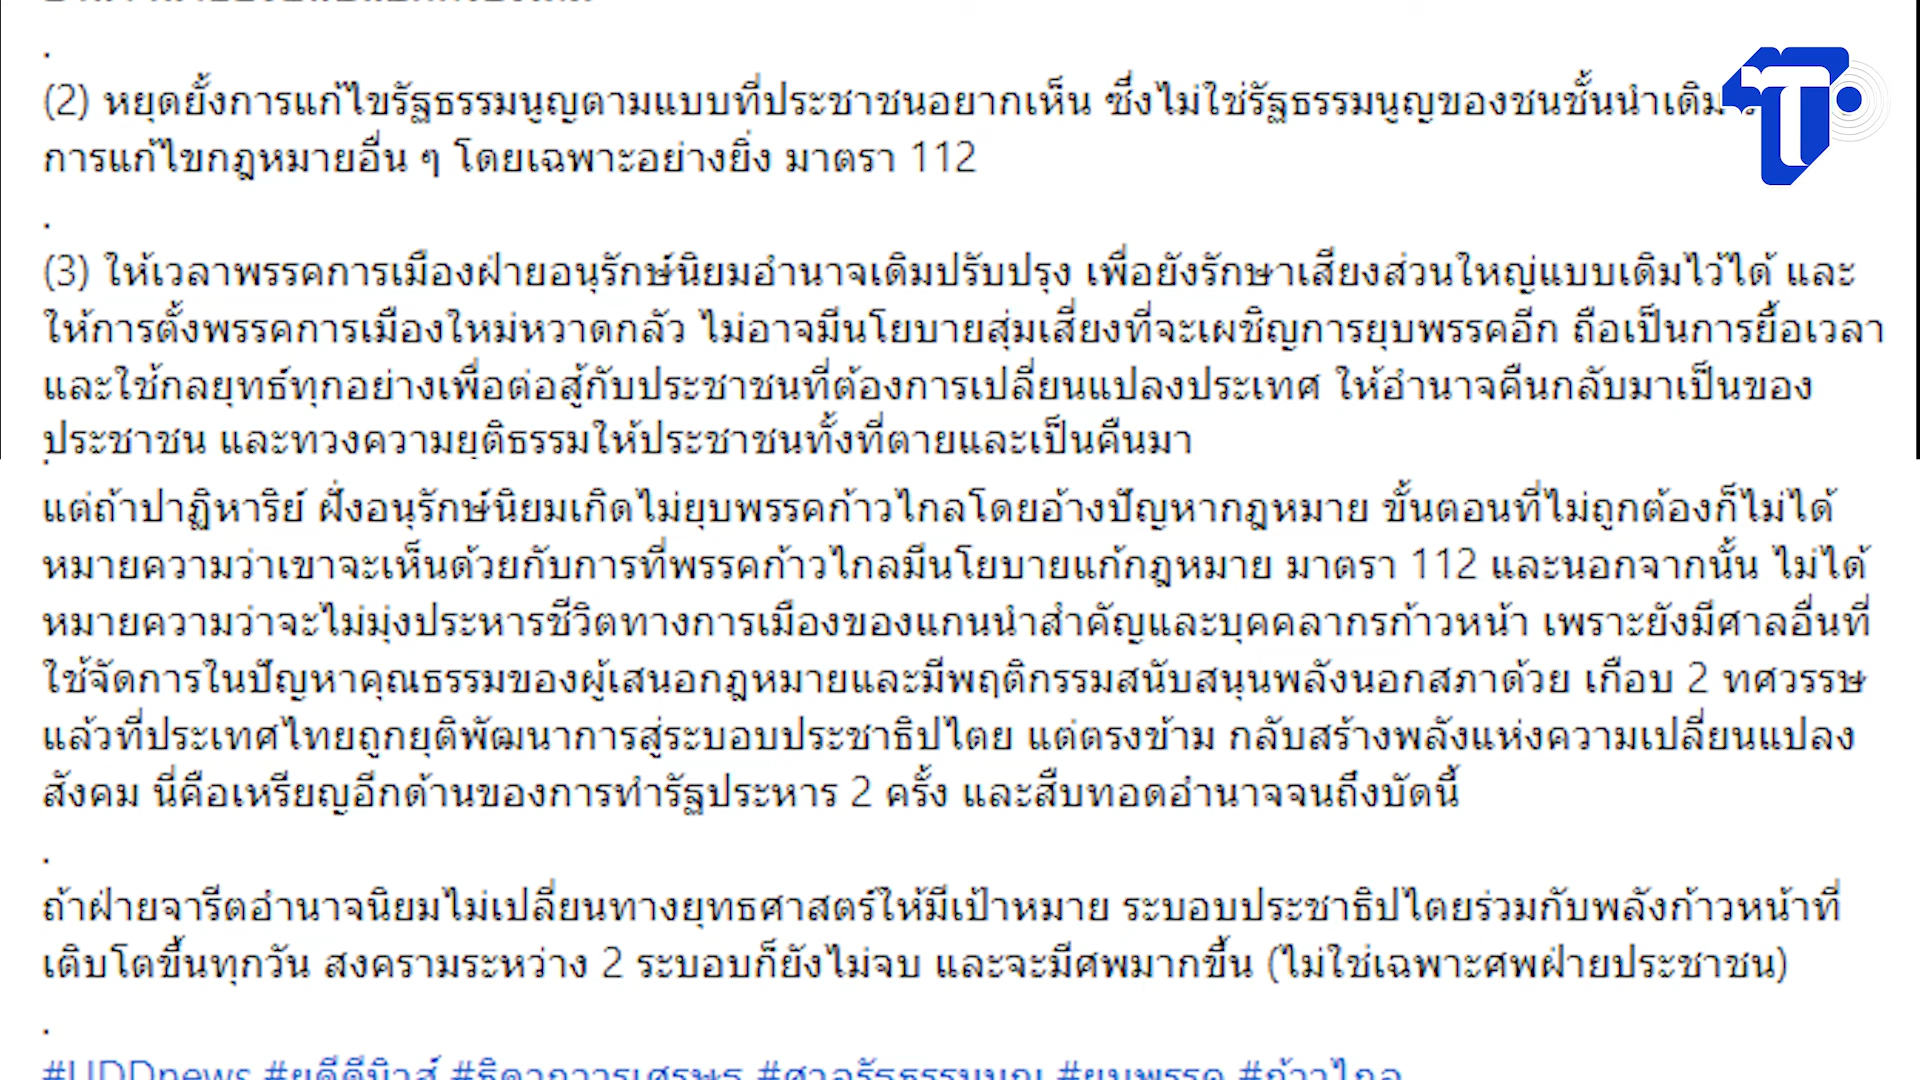 .
(2) หยุดยั้งการแก้ไขรัฐธรรมนูญตามแบบที่ประชาชนอยากเห็น ซึ่งไม่ใช่รัฐธรรมนูญของชนชั้นนำเดิม
การแก้ไขกฎหมายอื่น ๆ โดยเฉพาะอย่างยิ่ง มาตรา 112
.
(3) ให้เวลาพรรคการเมืองฝ่ายอนุรักษ์นิยมอำนาจเดิมปรับปรุง เพื่อยังรักษาเสียงส่วนใหญ่แบบเดิมไว้ได้ และ
ให้การตั้งพรรคการเมืองใหม่หวาดกลัว ไม่อาจมีนโยบายสุ่มเสี่ยงที่จะเผชิญการยุบพรรคอีก ถือเป็นการยื้อเวลา
และใช้กลยุทธ์ทุกอย่างเพื่อต่อสู้กับประชาชนที่ต้องการเปลี่ยนแปลงประเทศ ให้อำนาจคืนกลับมาเป็นของ
ประชาชน และทวงความยุติธรรมให้ประชาชนทั้งที่ตายและเป็นคืนมา
แต่ถ้าปาฏิหาริย์ ฝั่งอนุรักษ์นิยมเกิดไม่ยุบพรรคก้าวไกลโดยอ้างปัญหากฎหมาย ขั้นตอนที่ไม่ถูกต้องก็ไม่ได้
หมายความว่าเขาจะเห็นด้วยกับการที่พรรคก้าวไกลมีนโยบายแก้กฎหมาย มาตรา 112 และนอกจากนั้น ไม่ได้
หมายความว่าจะไม่มุ่งประหารชีวิตทางการเมืองของแกนนำสำคัญและบุคคลากรก้าวหน้า เพราะยังมีศาลอื่นที่
ใช้จัดการในปัญหาคุณธรรมของผู้เสนอกฎหมายและมีพฤติกรรมสนับสนุนพลังนอกสภาด้วย เกือบ 2 ทศวรรษ
แล้วที่ประเทศไทยถูกยุติพัฒนาการสู่ระบอบประชาธิปไตย แต่ตรงข้าม กลับสร้างพลังแห่งความเปลี่ยนแปลง
สังคม นี่คือเหรียญอีกด้านของการทำรัฐประหาร 2 ครั้ง และสืบทอดอำนาจจนถึงบัดนี้
.
ถ้าฝ่ายจารีตอำนาจนิยมไม่เปลี่ยนทางยุทธศาสตร์ให้มีเป้าหมาย ระบอบประชาธิปไตยร่วมกับพลังก้าวหน้าที่
เติบโตขึ้นทุกวัน สงครามระหว่าง 2 ระบอบก็ยังไม่จบ และจะมีศพมากขึ้น (ไม่ใช่เฉพาะศพฝ่ายประชาชน)
.
#UDDnews #ยูดีดีนิวส์ #ธิดาถาวรเศรษฐ #ศาลรัฐธรรมนูญ #ยุบพรรค #ก้าวไกล